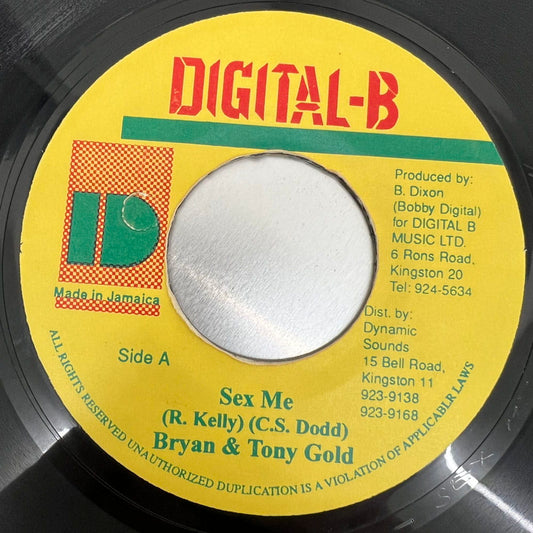 DIGITAL-B
Produced by:
B. Dixon
(Bobby Digital)
for DIGITAL B
MUSIC LTD.
6 Rons Road,
Kingston 20
Tel: 924-5634
D
Made in Jamaica
Dist. by:
Dynamic
Sounds
15 Bell Road,
Kingston 11
923-9138
923-9168
Side A
Sex Me
(R. Kelly) (C.S. Dodd)
Bryan & Tony Gold
ALL RIGHTS RESERVED UNAUTHORIZED DUPLICATION IS A VIOLATION OF APPLICABLR LAWS